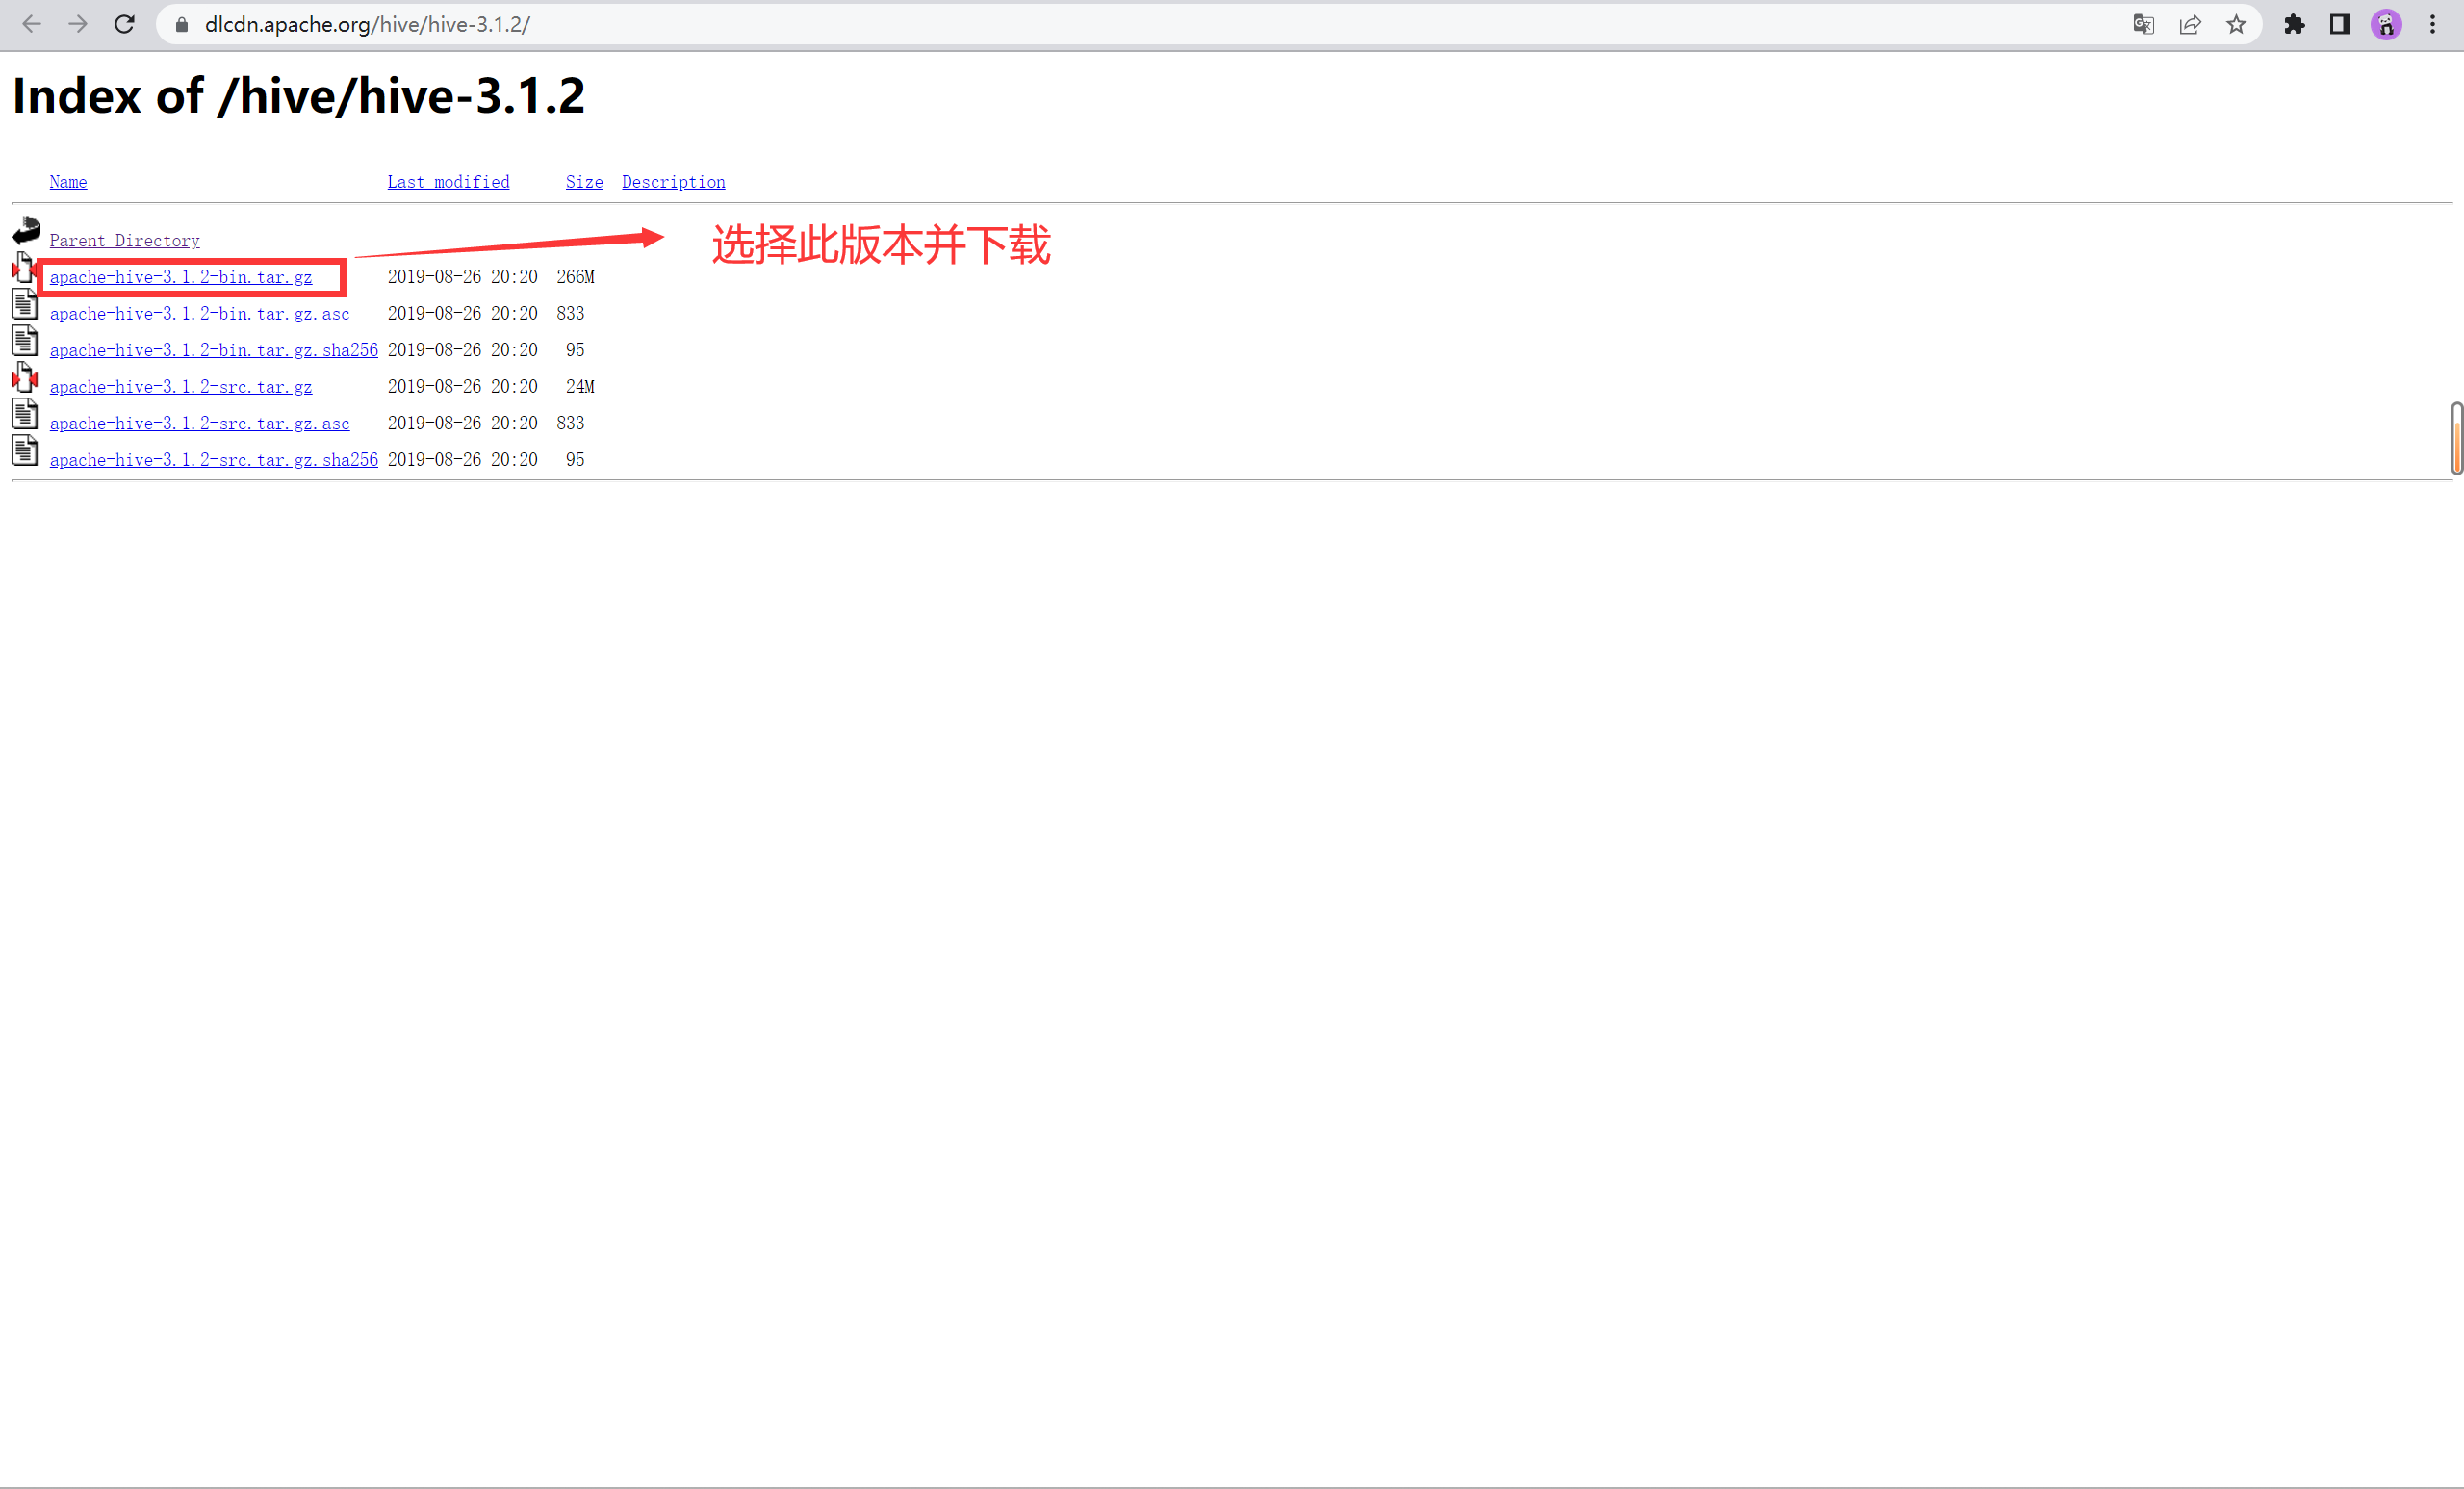 dlcdn.apache.org/hive/hive-3.1.2/
Index of /hive/hive-3.1.2
Name Last modified Size Description
Parent Directory
选择此版本并下载
apache-hive-3.1.2-bin.tar.gz 2019-08-26 20:20 266M
apache-hive-3.1.2-bin.tar.gz.asc 2019-08-26 20:20 833
apache-hive-3.1.2-bin.tar.gz.sha256 2019-08-26 20:20 95
apache-hive-3.1.2-src.tar.gz 2019-08-26 20:20 24M
apache-hive-3.1.2-src.tar.gz.asc 2019-08-26 20:20 833
apache-hive-3.1.2-src.tar.gz.sha256 2019-08-26 20:20 95